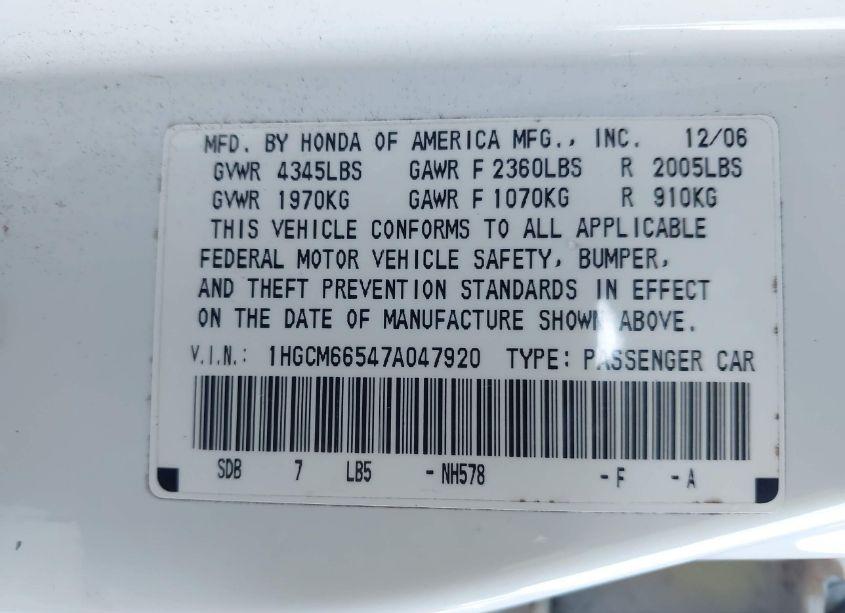 MFD. BY HONDA OF AMERICA MFG., INC. 12/06
GVWR 4345LBS GAWR F 2360LBS R 2005LBS
GVWR 1970KG GAWR F 1070KG R 910KG
THIS VEHICLE CONFORMS TO ALL APPLICABLE
FEDERAL MOTOR VEHICLE SAFETY, BUMPER,
AND THEFT PREVENTION STANDARDS IN EFFECT
ON THE DATE OF MANUFACTURE SHOWN ABOVE.
V.I.N.: 1HGCM66547A047920 TYPE: PASSENGER CAR
SDB 7 LB5 -NH578 -F -A